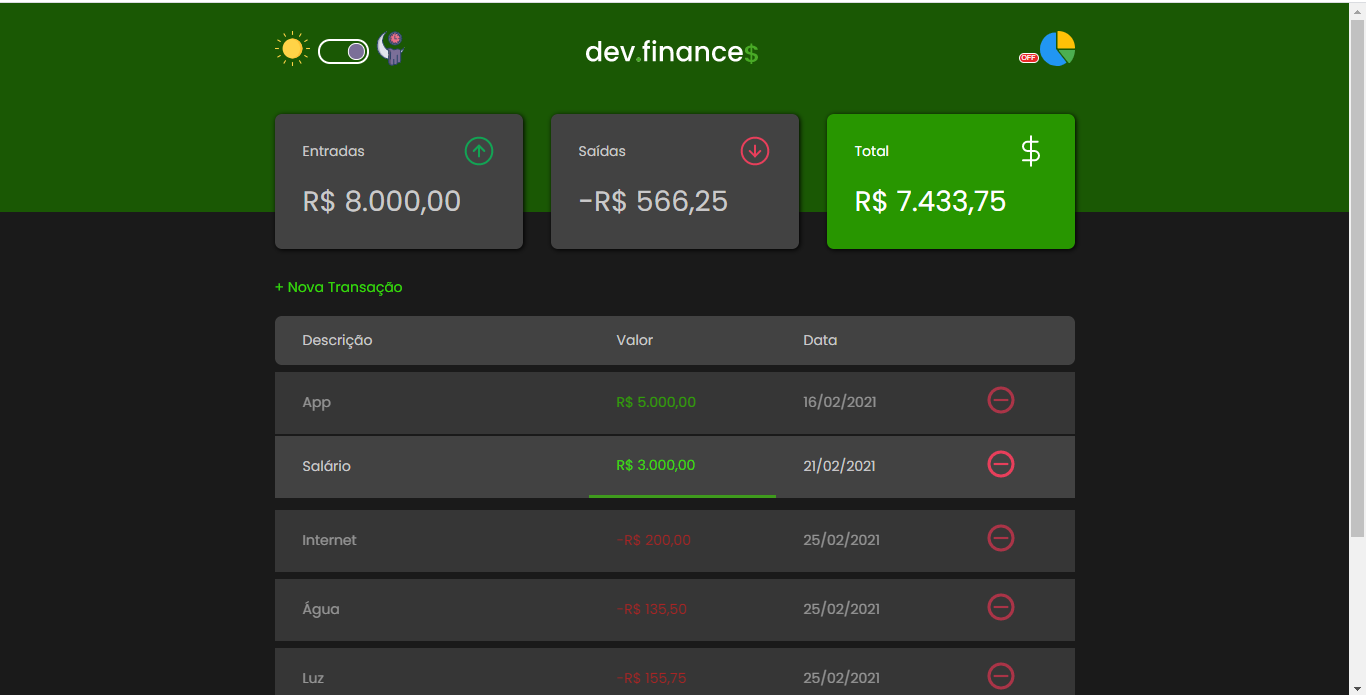 dev.finance$
OFF
Entradas
R$ 8.000,00
Saídas
-R$ 566,25
Total
$
R$ 7.433,75
+ Nova Transação
Descrição Valor Data
App R$ 5.000,00 16/02/2021
Salário R$ 3.000,00 21/02/2021
Internet -R$ 200,00 25/02/2021
Água -R$ 135,50 25/02/2021
Luz -R$ 155,75 25/02/2021